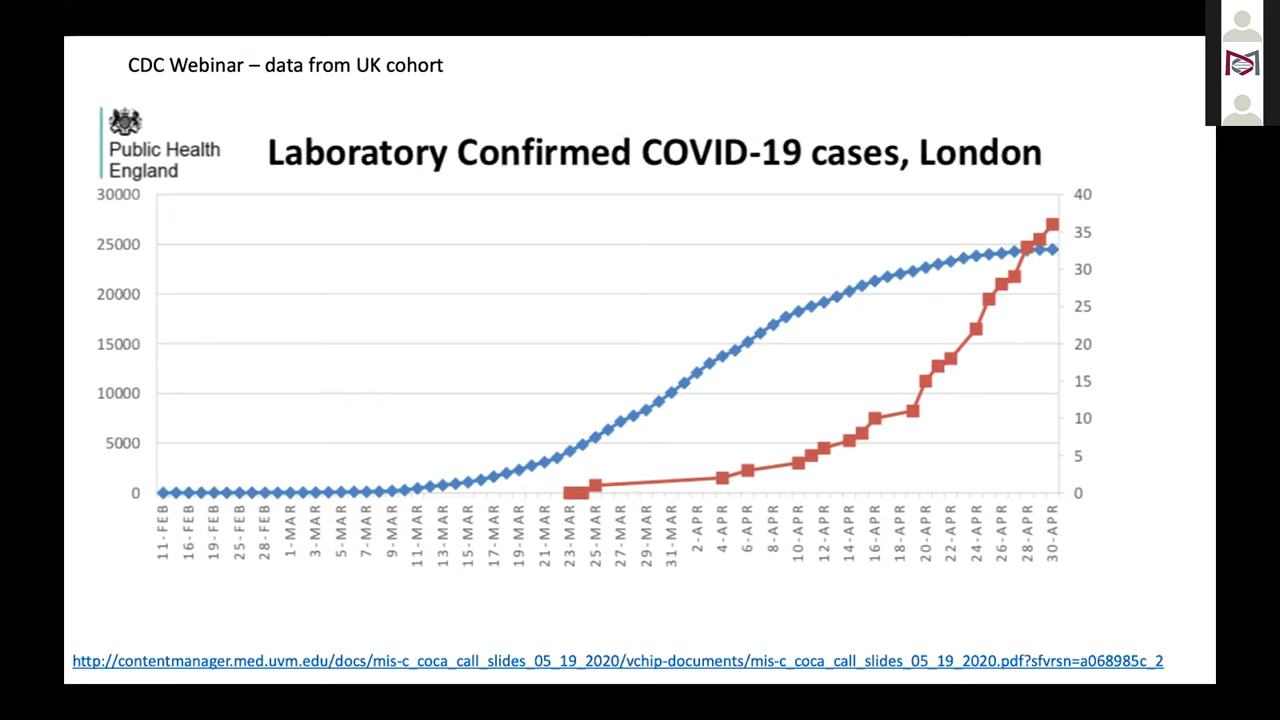 CDC Webinar – data from UK cohort
Public Health
England
Laboratory Confirmed COVID-19 cases, London
30000
25000
20000
15000
10000
5000
0
40
35
30
25
20
15
10
5
0
11-FEB
16-FEB
19-FEB
25-FEB
28-FEB
1-MAR
3-MAR
5-MAR
7-MAR
9-MAR
11-MAR
13-MAR
15-MAR
17-MAR
19-MAR
21-MAR
23-MAR
25-MAR
27-MAR
29-MAR
31-MAR
2-APR
4-APR
6-APR
8-APR
10-APR
12-APR
14-APR
16-APR
18-APR
20-APR
22-APR
24-APR
26-APR
28-APR
30-APR
http://contentmanager.med.uvm.edu/docs/mis-c_coca_call_slides_05_19_2020/vchip-documents/mis-c_coca_call_slides_05_19_2020.pdf?sfvrsn=a068985c_2